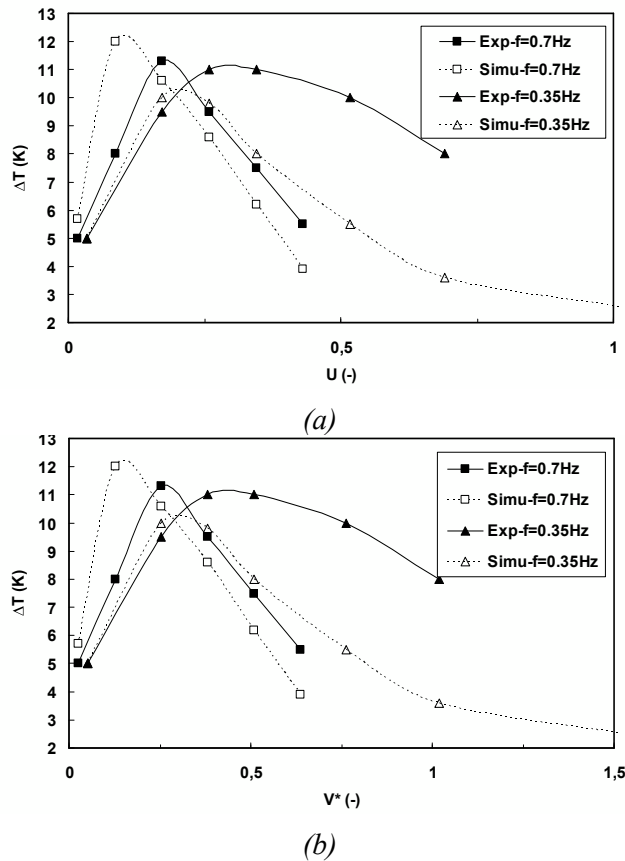 13
12
11
10
9
8
7
6
5
4
3
2
ΔT (K)
Exp-f=0.7Hz
Simu-f=0.7Hz
Exp-f=0.35Hz
Simu-f=0.35Hz
0
0,5
1
U (-)
(a)
13
12
11
10
9
8
7
6
5
4
3
2
ΔT (K)
Exp-f=0.7Hz
Simu=0.7Hz
Exp-f=0.35Hz
Simu-f=0.35Hz
0
0,5
1
1,5
V* (-)
(b)